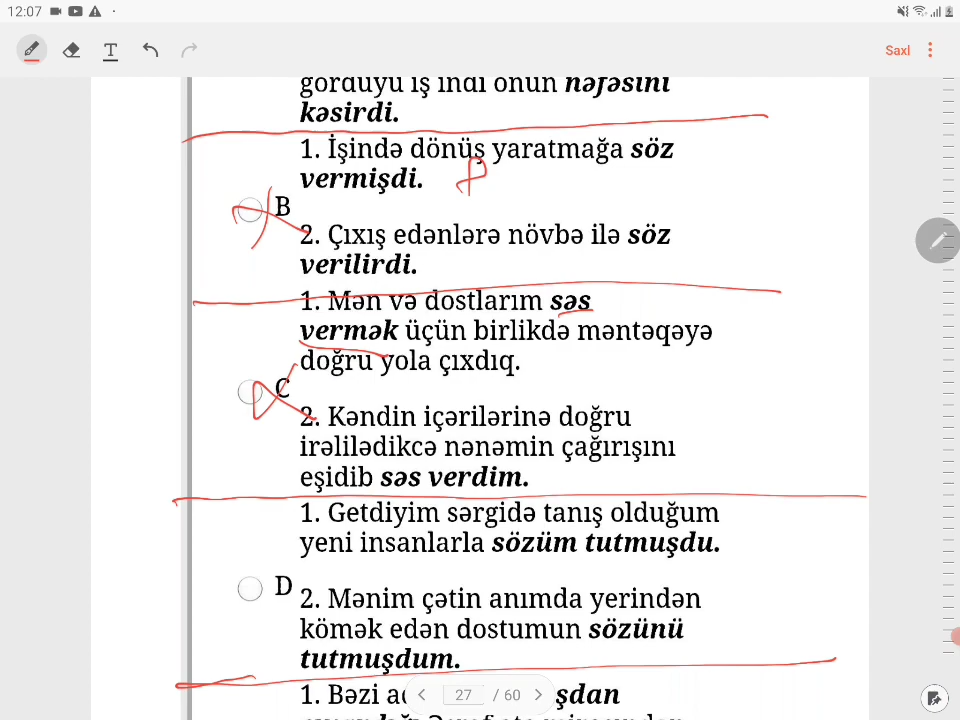 12:07
T
Saxl
gorduyu iş indi onun nəfəsini
kəsirdi.
1. İşində dönüş yaratmağa söz
vermişdi.
B
2. Çıxış edənlərə növbə ilə söz
verilirdi.
1. Mən və dostlarım səs
vermək üçün birlikdə məntəqəyə
doğru yola çıxdıq.
C
2. Kəndin içərilərinə doğru
irəlilədikcə nənəmin çağırışını
eşidib səs verdim.
1. Getdiyim sərgidə tanış olduğum
yeni insanlarla sözüm tutmuşdu.
D
2. Mənim çətin anımda yerindən
kömək edən dostumun sözünü
tutmuşdum.
1. Bəzi
27 / 60